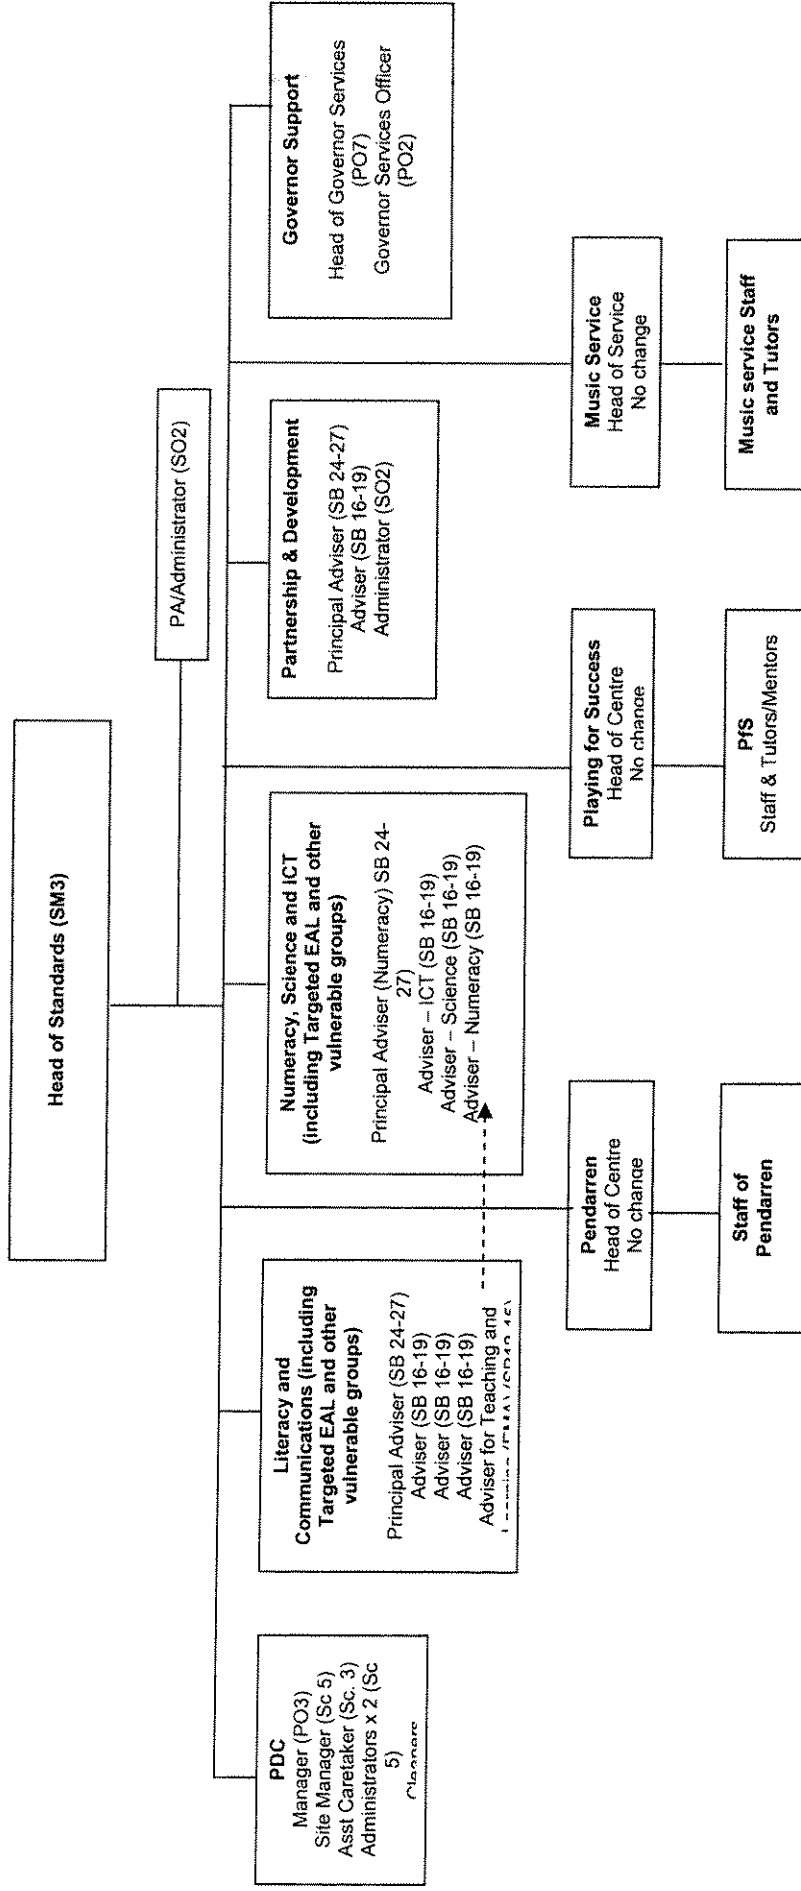 Head of Standards (SM3)
PA/Administrator (SO2)
PDC
Manager (PO3)
Site Manager (Sc 5)
Asst Caretaker (Sc. 3)
Administrators x 2 (Sc
5)
Cleaners
Literacy and
Communications (including
Targeted EAL and other
vulnerable groups)
Principal Adviser (SB 24-27)
Adviser (SB 16-19)
Adviser (SB 16-19)
Adviser (SB 16-19)
Adviser for Teaching and
Numeracy, Science and ICT
(including Targeted EAL and other
vulnerable groups)
Principal Adviser (Numeracy) SB 24-
27)
Adviser – ICT (SB 16-19)
Adviser – Science (SB 16-19)
Adviser – Numeracy (SB 16-19)
Partnership & Development
Principal Adviser (SB 24-27)
Adviser (SB 16-19)
Administrator (SO2)
Governor Support
Head of Governor Services
(PO7)
Governor Services Officer
(PO2)
Pendarren
Head of Centre
No change
Playing for Success
Head of Centre
No change
Music Service
Head of Service
No change
Staff of
Pendarren
PfS
Staff & Tutors/Mentors
Music service Staff
and Tutors